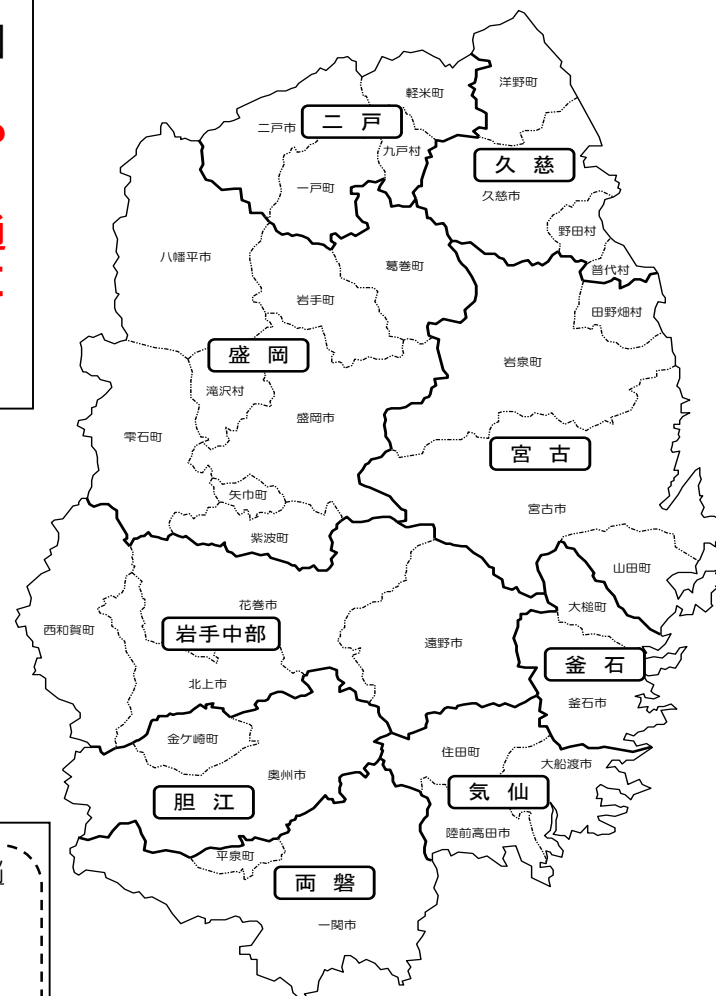 洋野町
軽米町
二戸市
二戸
九戸村
久慈
一戸町
久慈市
野田村
八幡平市
葛巻町
普代村
岩手町
田野畑村
盛岡
岩泉町
滝沢村
盛岡市
雫石町
宮古
矢巾町
宮古市
紫波町
山田町
花巻市
大槌町
西和賀町
岩手中部
遠野市
釜石
北上市
釜石市
金ケ崎町
住田町
大船渡市
奥州市
胆江
気仙
陸前高田市
平泉町
両磐
一関市